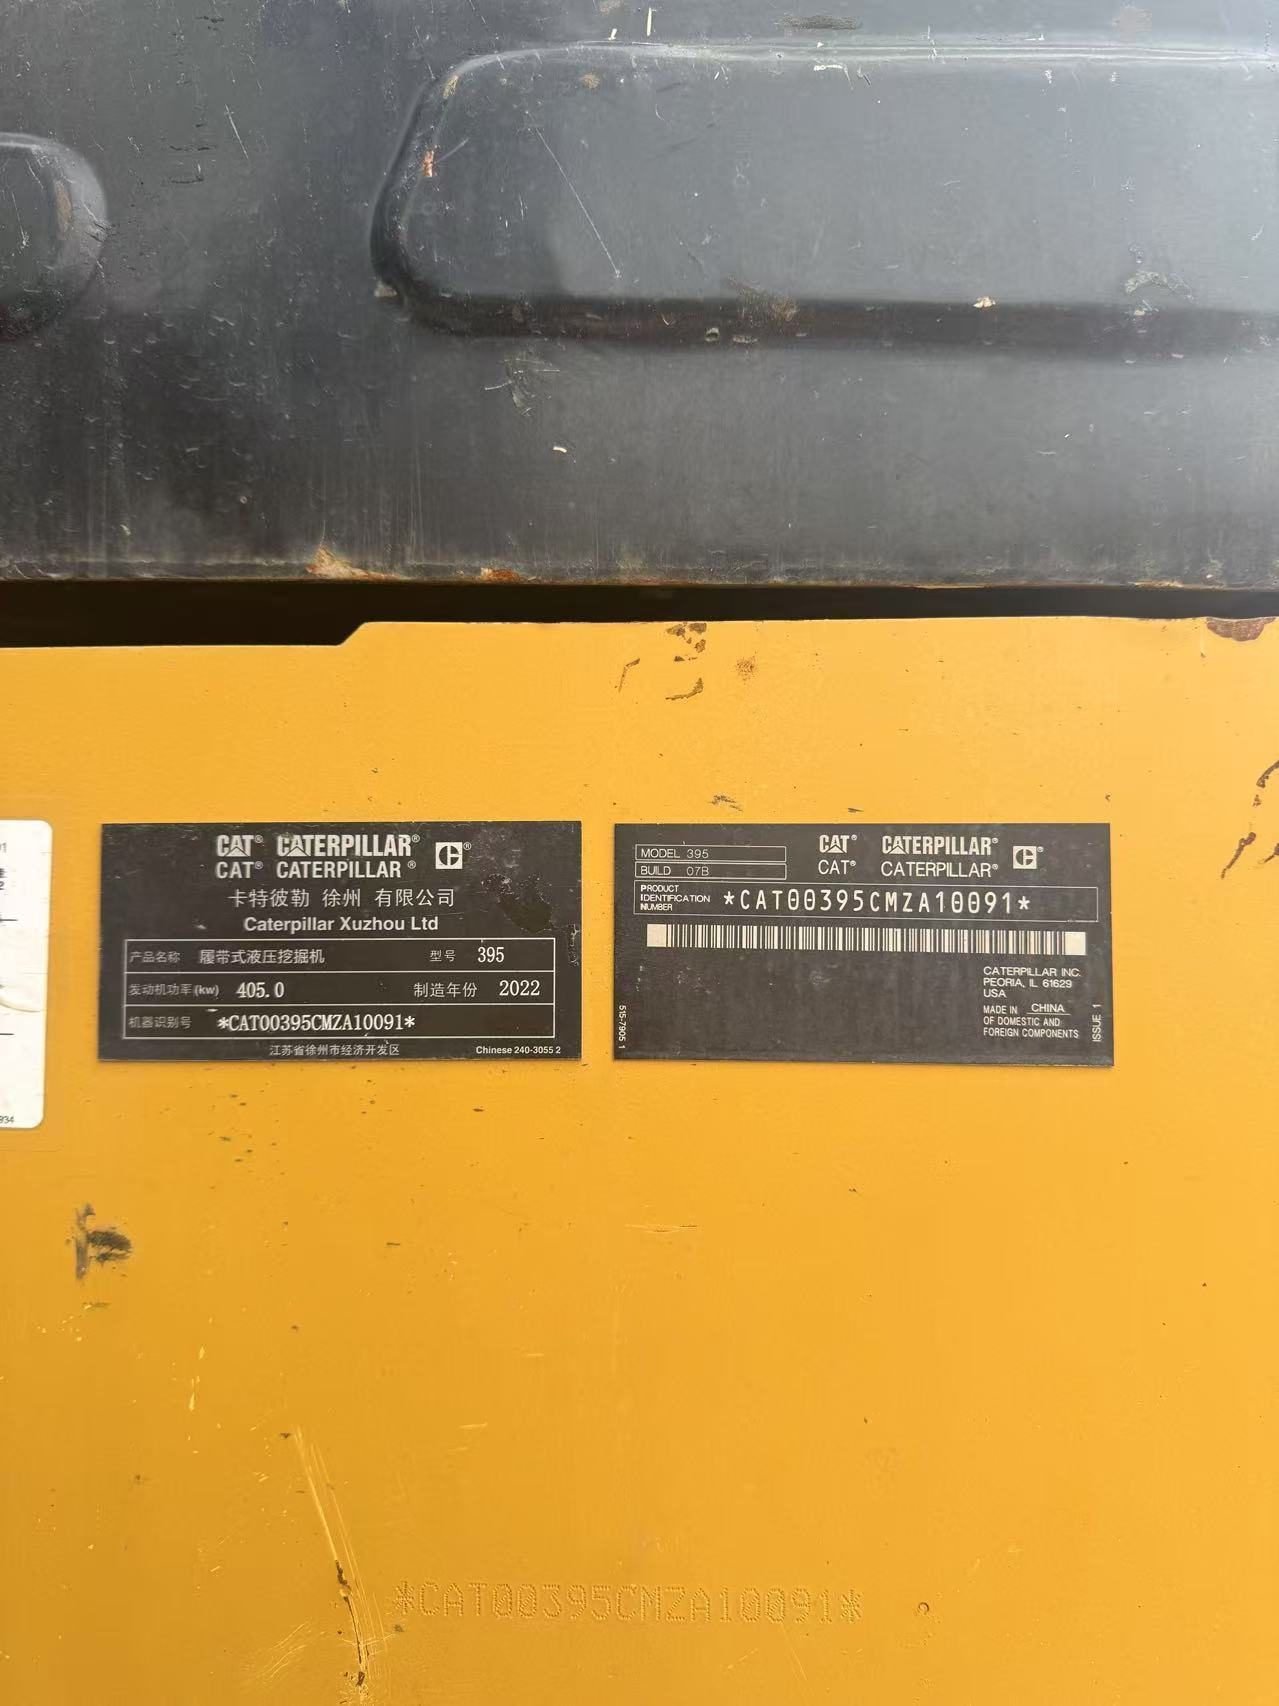 CAT® CATERPILLAR® ®
CAT® CATERPILLAR®
卡特彼勒 徐州 有限公司
Caterpillar Xuzhou Ltd
产品名称 履带式液压挖掘机 型号 395
发动机功率(kw) 405.0 制造年份 2022
机器识别号 *CAT00395CMZA10091*
江苏省徐州市经济开发区 Chinese 240-3055 2
MODEL 395
BUILD 07B
CAT® CATERPILLAR® ®
CAT® CATERPILLAR®
PRODUCT
IDENTIFICATION
NUMBER
*CAT00395CMZA10091*
CATERPILLAR INC.
PEORIA, IL 61629
USA
MADE IN CHINA
OF DOMESTIC AND
FOREIGN COMPONENTS
ISSUE 1
515-7905 1
934
*CAT00395CMZA10091*